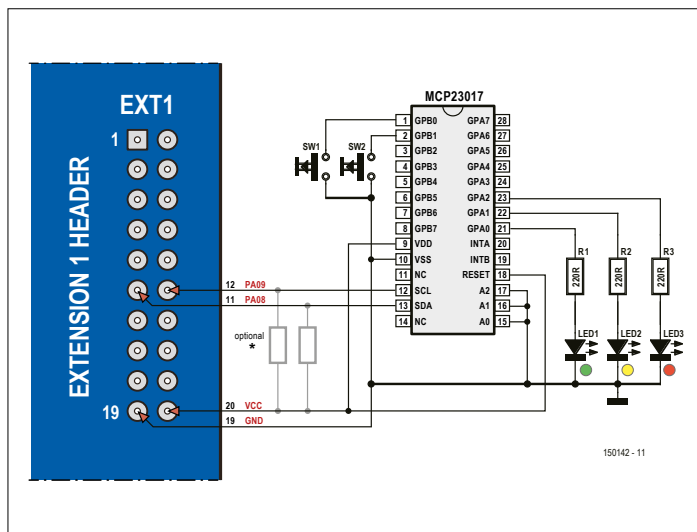 EXT1
EXTENSION 1 HEADER
1
19
12 PA09
11 PA08
optional
*
20 VCC
19 GND
SW1
SW2
MCP23017
1 GPB0 GPA7 28
2 GPB1 GPA6 27
3 GPB2 GPA5 26
4 GPB3 GPA4 25
5 GPB4 GPA3 24
6 GPB5 GPA2 23
7 GPB6 GPA1 22
8 GPB7 GPA0 21
9 VDD INTA 20
10 VSS INTB 19
11 NC RESET 18
12 SCL A2 17
13 SDA A1 16
14 NC A0 15
R1
R2
R3
220R
220R
220R
LED1
LED2
LED3
150142 - 11